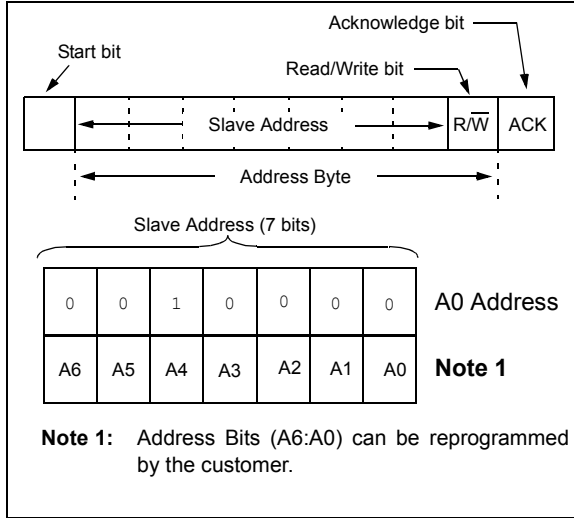 Acknowledge bit
Start bit
Read/Write bit
Slave Address
R/W̅
ACK
Address Byte
Slave Address (7 bits)
0 0 1 0 0 0 0 A0 Address
A6 A5 A4 A3 A2 A1 A0 Note 1
Note 1: Address Bits (A6:A0) can be reprogrammed
by the customer.